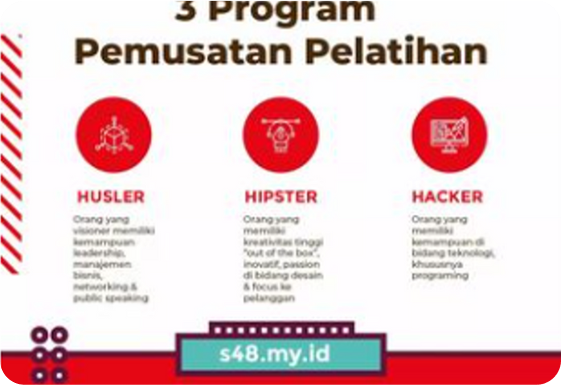 3 Program
Pemusatan Pelatihan
HUSLER
Orang yang
visioner memiliki
kemampuan
leadership,
manajemen
bisnis,
networking &
public speaking
HIPSTER
Orang yang
memiliki
kreativitas tinggi
"out of the box",
inovatif, passion
di bidang desain
& focus ke
pelanggan
HACKER
Orang yang
memiliki
kemampuan di
bidang teknologi,
khususnya
programing
s48.my.id